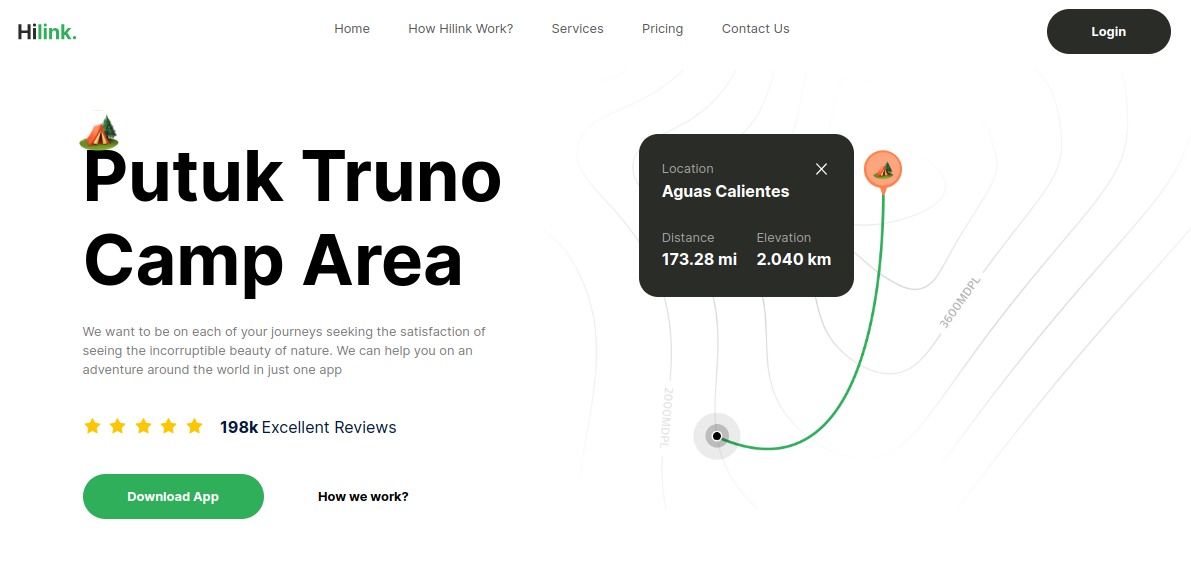 Hilink.
Home How Hilink Work? Services Pricing Contact Us
Login
Putuk Truno
Camp Area
We want to be on each of your journeys seeking the satisfaction of
seeing the incorruptible beauty of nature. We can help you on an
adventure around the world in just one app
198k Excellent Reviews
Download App
How we work?
Location
Aguas Calientes
Distance Elevation
173.28 mi 2.040 km
3600MDPL
2000MDPL